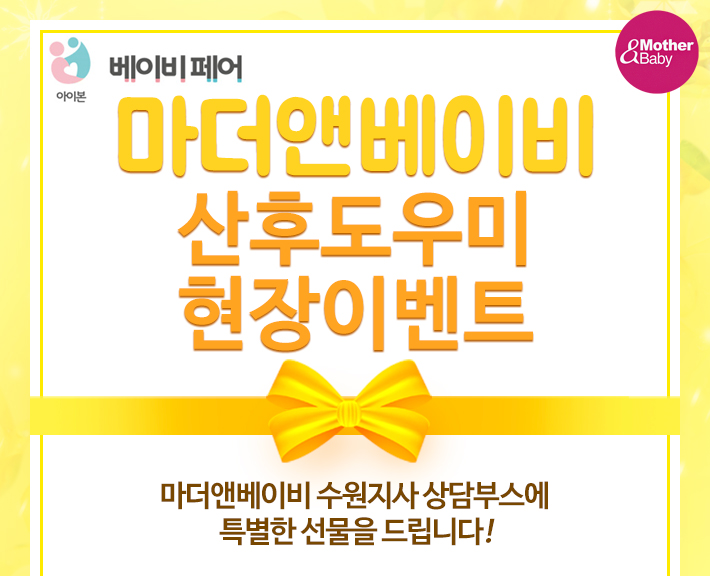 아이본
베이비 페어
Mother
&Baby
마더앤베이비
산후도우미
현장이벤트
마더앤베이비 수원지사 상담부스에
특별한 선물을 드립니다!